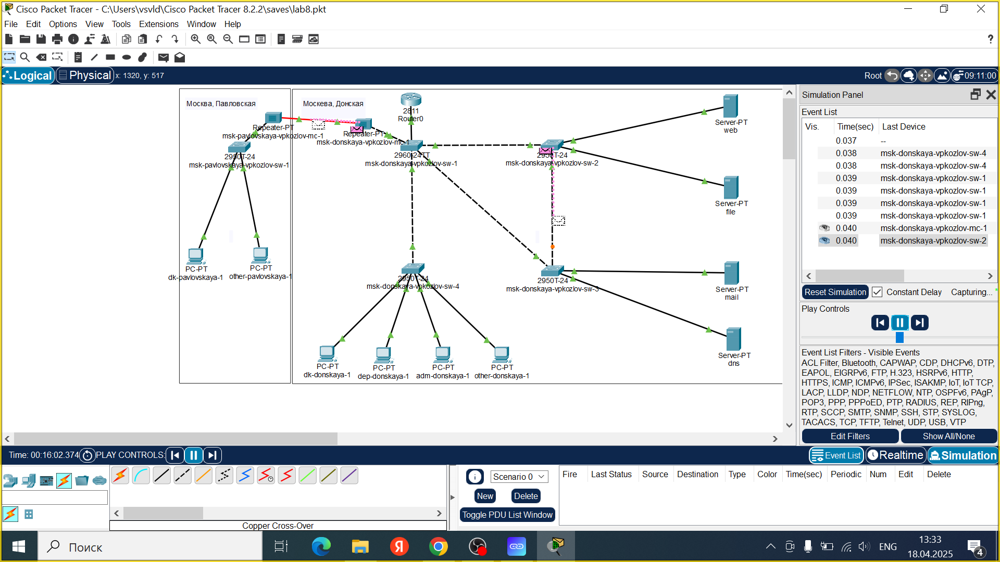 Cisco Packet Tracer - C:\Users\vsvld\Cisco Packet Tracer 8.2.2\saves\lab8.pkt
File Edit Options View Tools Extensions Window Help
Logical Physical x: 1320, y: 517
Root 09:11:00
Москва, Павловская
Москева, Донская
2811
Router0
Repeater-PT
msk-pavlovskaya-vpkozlov-mc-1
Repeater-PT
msk-donskaya-vpkozlov-mc-1
2950T-24
msk-pavlovskaya-vpkozlov-sw-1
2960-24TT
msk-donskaya-vpkozlov-sw-1
2950T-24
msk-donskaya-vpkozlov-sw-2
Server-PT
web
Server-PT
file
PC-PT
dk-pavlovskaya-1
PC-PT
other-pavlovskaya-1
2950T-24
msk-donskaya-vpkozlov-sw-4
2950T-24
msk-donskaya-vpkozlov-sw-3
Server-PT
mail
Server-PT
dns
PC-PT
dk-donskaya-1
PC-PT
dep-donskaya-1
PC-PT
adm-donskaya-1
PC-PT
other-donskaya-1
Simulation Panel
Event List
Vis. Time(sec) Last Device
0.037 --
0.038 msk-donskaya-vpkozlov-sw-4
0.038 msk-donskaya-vpkozlov-sw-4
0.039 msk-donskaya-vpkozlov-sw-1
0.039 msk-donskaya-vpkozlov-sw-1
0.039 msk-donskaya-vpkozlov-sw-1
0.039 msk-donskaya-vpkozlov-sw-1
0.040 msk-donskaya-vpkozlov-mc-1
0.040 msk-donskaya-vpkozlov-sw-2
Reset Simulation Constant Delay Capturing... *
Play Controls
Event List Filters - Visible Events
ACL Filter, Bluetooth, CAPWAP, CDP, DHCPv6, DTP,
EAPOL, EIGRPv6, FTP, H.323, HSRPv6, HTTP,
HTTPS, ICMP, ICMPv6, IPSec, ISAKMP, IoT, IoT TCP,
LACP, LLDP, NDP, NETFLOW, NTP, OSPFv6, PAgP,
POP3, PPP, PPPoED, PTP, RADIUS, REP, RIPng,
RTP, SCCP, SMTP, SNMP, SSH, STP, SYSLOG,
TACACS, TCP, TFTP, Telnet, UDP, USB, VTP
Edit Filters Show All/None
Time: 00:16:02.374 PLAY CONTROLS:
Event List Realtime Simulation
Scenario 0
New Delete
Toggle PDU List Window
Fire Last Status Source Destination Type Color Time(sec) Periodic Num Edit Delete
Copper Cross-Over
Поиск
ENG
13:33
18.04.2025
4